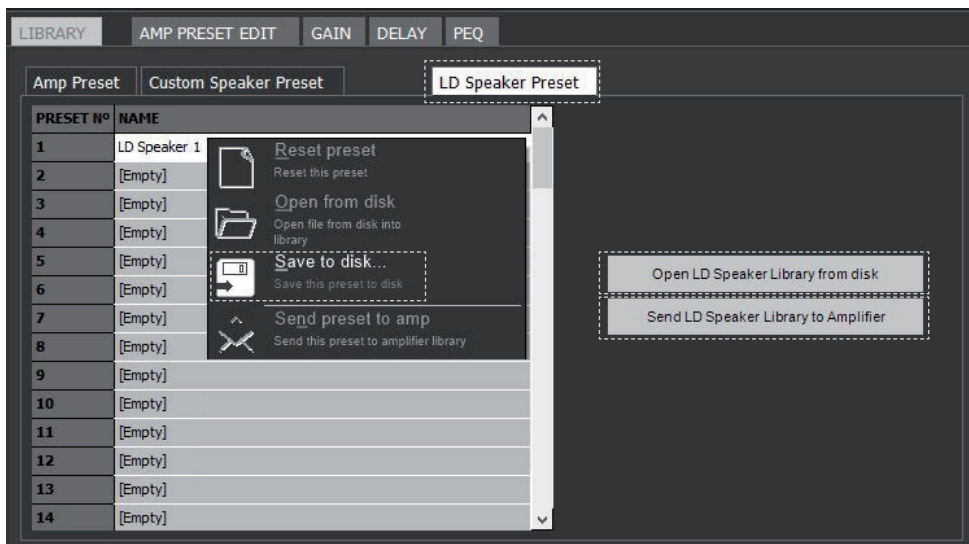 LIBRARY AMP PRESET EDIT GAIN DELAY PEQ
Amp Preset Custom Speaker Preset LD Speaker Preset
PRESET Nº NAME
1 LD Speaker 1
2 [Empty]
3 [Empty]
4 [Empty]
5 [Empty]
6 [Empty]
7 [Empty]
8 [Empty]
9 [Empty]
10 [Empty]
11 [Empty]
12 [Empty]
13 [Empty]
14 [Empty]
Reset preset
Reset this preset
Open from disk
Open file from disk into
library
Save to disk...
Save this preset to disk
Send preset to amp
Send this preset to amplifier library
Open LD Speaker Library from disk
Send LD Speaker Library to Amplifier